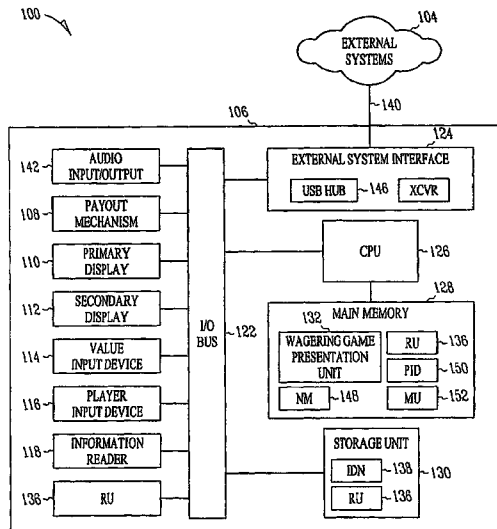 100
104
EXTERNAL
SYSTEMS
106
140
124
142
AUDIO
INPUT/OUTPUT
108
PAYOUT
MECHANISM
110
PRIMARY
DISPLAY
112
SECONDARY
DISPLAY
114
VALUE
INPUT DEVICE
116
PLAYER
INPUT DEVICE
118
INFORMATION
READER
136
RU
I/O
BUS
122
EXTERNAL SYSTEM INTERFACE
USB HUB
146
XCVR
CPU
126
128
MAIN MEMORY
132
WAGERING GAME
PRESENTATION
UNIT
RU
136
PID
150
NM
148
MU
152
STORAGE UNIT
IDN
138
RU
136
130